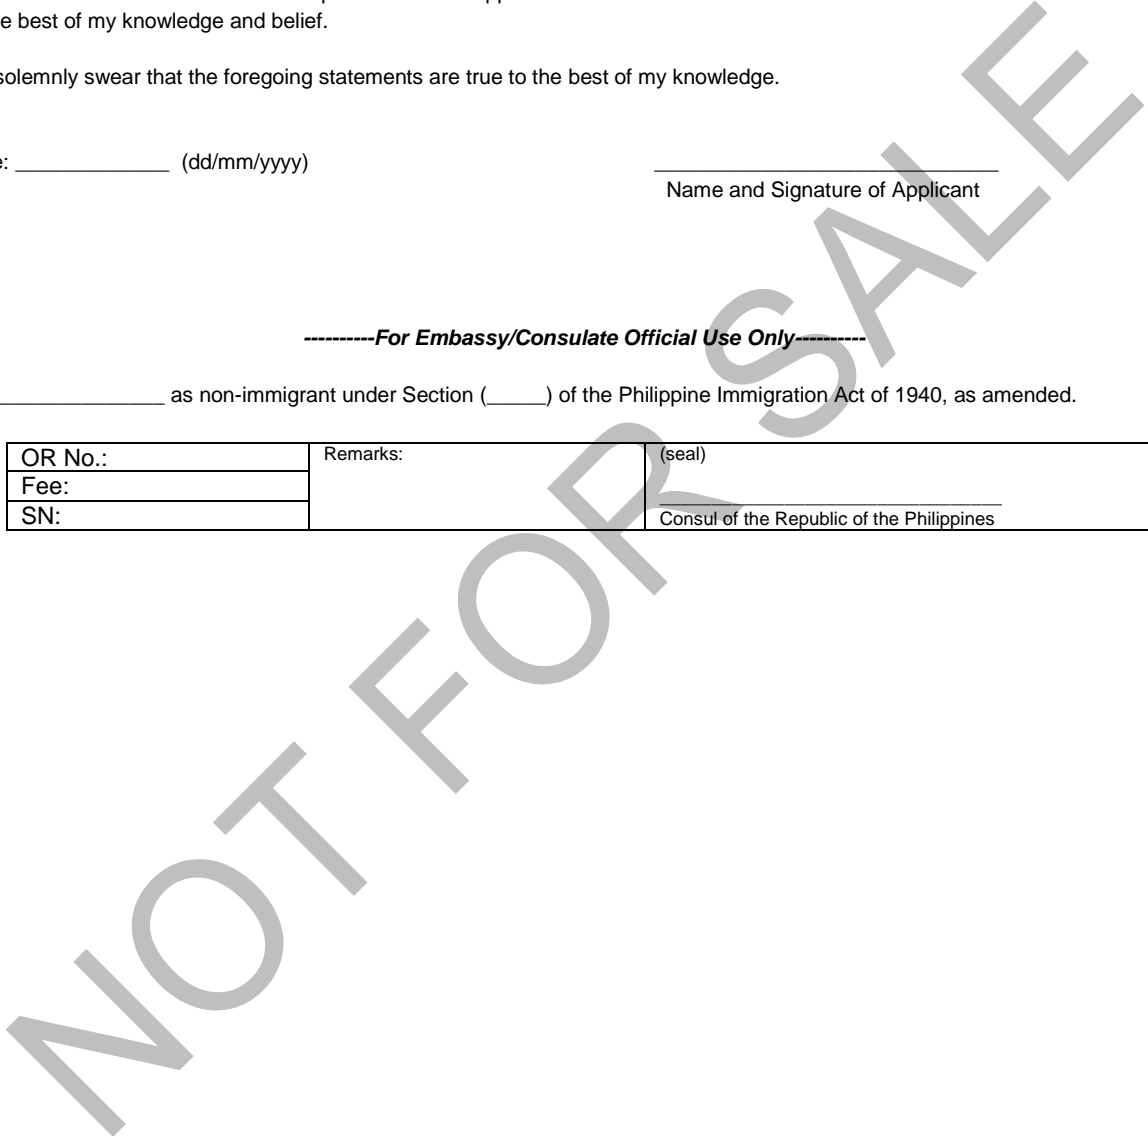 e best of my knowledge and belief.
solemnly swear that the foregoing statements are true to the best of my knowledge.
e: _____________ (dd/mm/yyyy)
_____________________________
Name and Signature of Applicant
----------For Embassy/Consulate Official Use Only----------
______________ as non-immigrant under Section (_____) of the Philippine Immigration Act of 1940, as amended.
OR No.:
Fee:
SN:
Remarks:
(seal)
_______________________________
Consul of the Republic of the Philippines
NOT FOR SALE